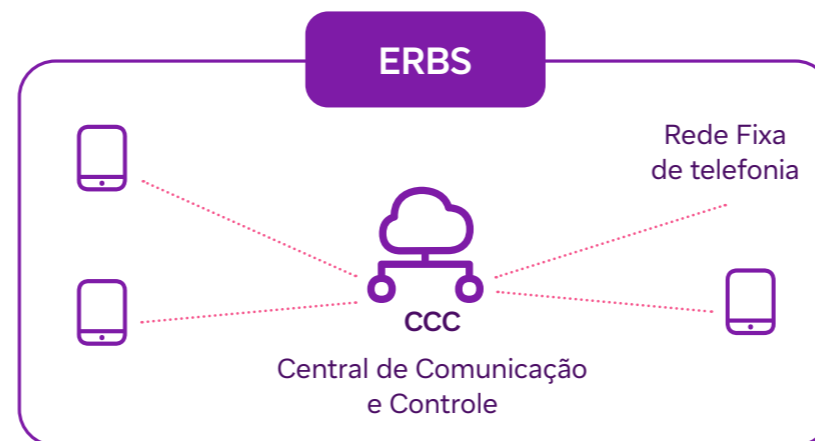 ERBS
Rede Fixa
de telefonia
CCC
Central de Comunicação
e Controle